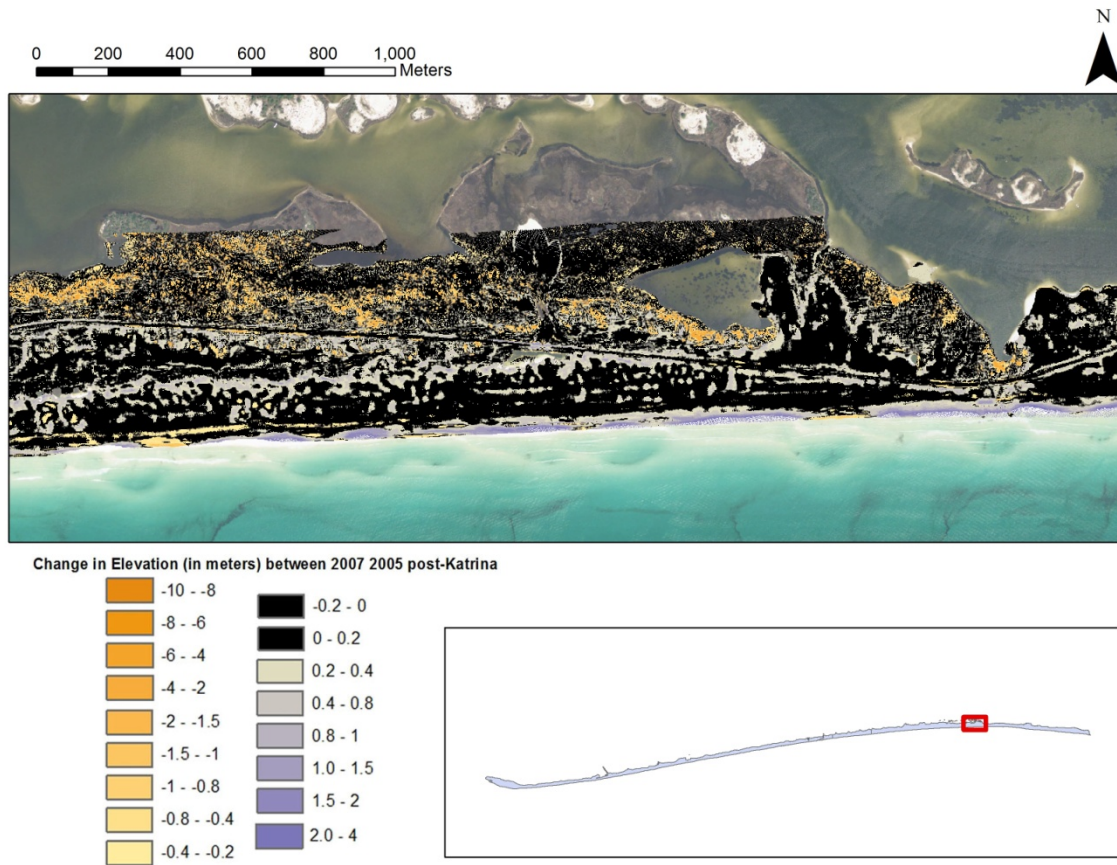 N
0 200 400 600 800 1,000
Meters
Change in Elevation (in meters) between 2007 2005 post-Katrina
-10 - -8
-8 - -6
-6 - -4
-4 - -2
-2 - -1.5
-1.5 - -1
-1 - -0.8
-0.8 - -0.4
-0.4 - -0.2
-0.2 - 0
0 - 0.2
0.2 - 0.4
0.4 - 0.8
0.8 - 1
1.0 - 1.5
1.5 - 2
2.0 - 4